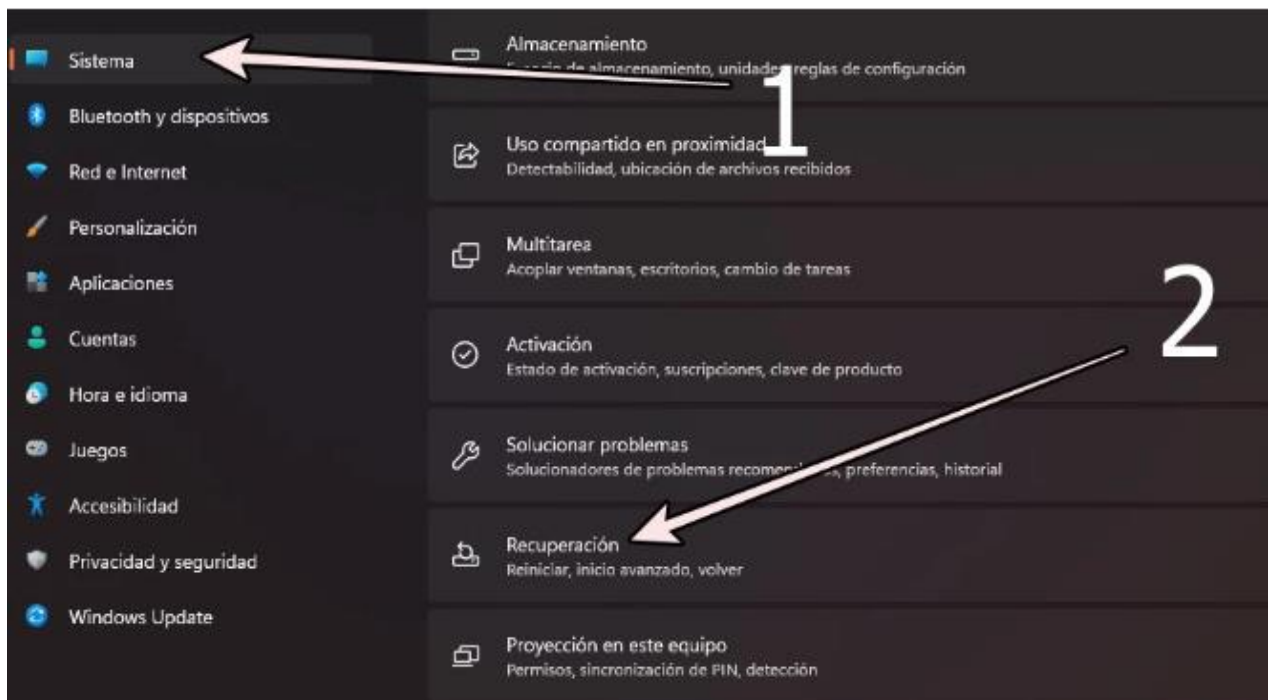 Sistema
Bluetooth y dispositivos
Red e Internet
Personalización
Aplicaciones
Cuentas
Hora e idioma
Juegos
Accesibilidad
Privacidad y seguridad
Windows Update
Almacenamiento
de almacenamiento, unidades, reglas de configuración
1
Uso compartido en proximidad
Detectabilidad, ubicación de archivos recibidos
Multitarea
Acoplar ventanas, escritorios, cambio de tareas
2
Activación
Estado de activación, suscripciones, clave de producto
Solucionar problemas
Solucionadores de problemas recomendados, preferencias, historial
Recuperación
Reiniciar, inicio avanzado, volver
Proyección en este equipo
Permisos, sincronización de PIN, detección